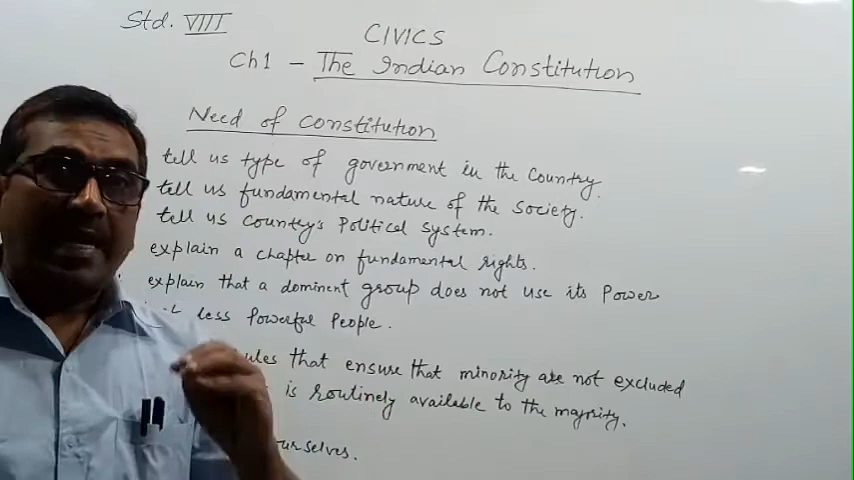 Std. VIII
CIVICS
Ch1 - The Indian Constitution
Need of constitution
tell us type of government in the Country.
tell us fundamental nature of the society.
tell us country's Political system.
explain a chapter on fundamental rights.
explain that a dominent group does not use its Power
less Powerful People.
rules that ensure that minority are not excluded
is routinely available to the majority.
ourselves.